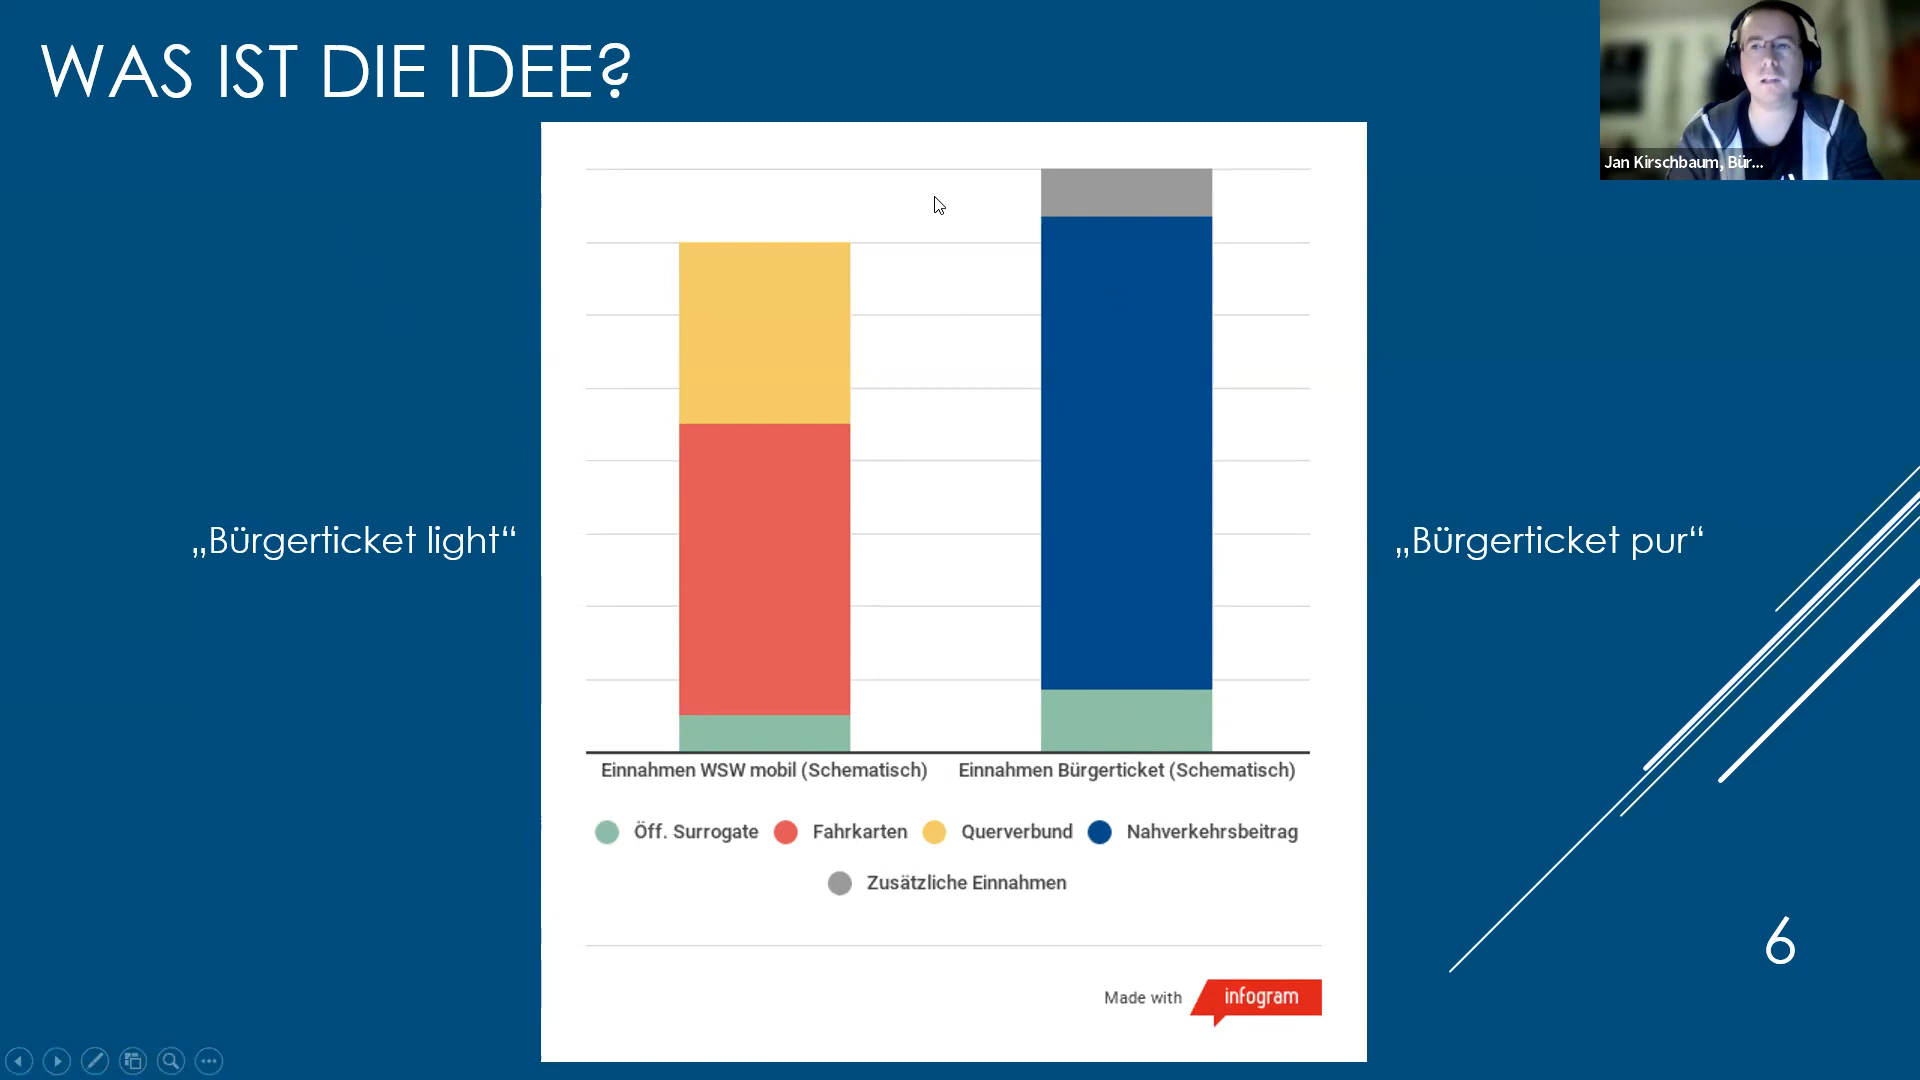 WAS IST DIE IDEE?
Jan Kirschbaum, Bür...
„Bürgerticket light“
„Bürgerticket pur“
Einnahmen WSW mobil (Schematisch)
Einnahmen Bürgerticket (Schematisch)
Öff. Surrogate
Fahrkarten
Querverbund
Nahverkehrsbeitrag
Zusätzliche Einnahmen
6
Made with infogram